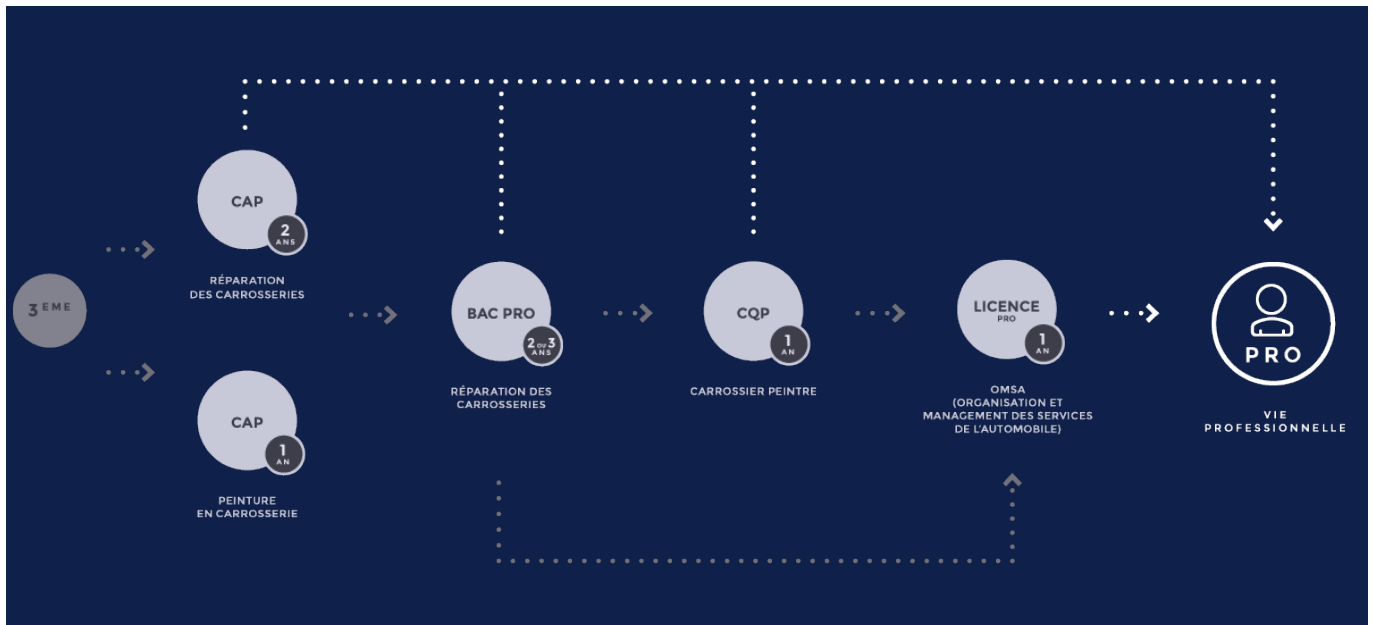 3 EME
CAP
2
ANS
RÉPARATION
DES CARROSSERIES
CAP
1
AN
PEINTURE
EN CARROSSERIE
BAC PRO
2 OU 3
ANS
RÉPARATION DES
CARROSSERIES
CQP
1
AN
CARROSSIER PEINTRE
LICENCE
PRO
1
AN
OMSA
(ORGANISATION ET
MANAGEMENT DES SERVICES
DE L'AUTOMOBILE)
PRO
VIE
PROFESSIONNELLE